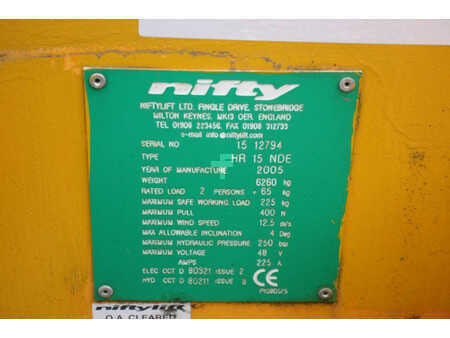 nifty
NIFTYLIFT LTD. FINGLE DRIVE, STONEBRIDGE
MILTON KEYNES, MK13 OER, ENGLAND
TEL 01908 223456, FAX 01908 312733
e-mail info@niftylift.com
SERIAL NO 15 12794
TYPE HR 15 NDE
YEAR OF MANUFACTURE 2005
WEIGHT 6260 kg
RATED LOAD 2 PERSONS + 65 kg
MAXIMUM SAFE WORKING LOAD 225 kg
MAXIMUM PULL 400 N
MAXIMUM WIND SPEED 12.5 m/s
MAX ALLOWABLE INCLINATION 4 Deg
MAXIMUM HYDRAULIC PRESSURE 250 bar
MAXIMUM VOLTAGE 48 V
AMPS 225 A
ELEC CCT D 80321 ISSUE 2
HYD CCT D 80211 ISSUE
CE
niftylift
Q.A. CLEARED